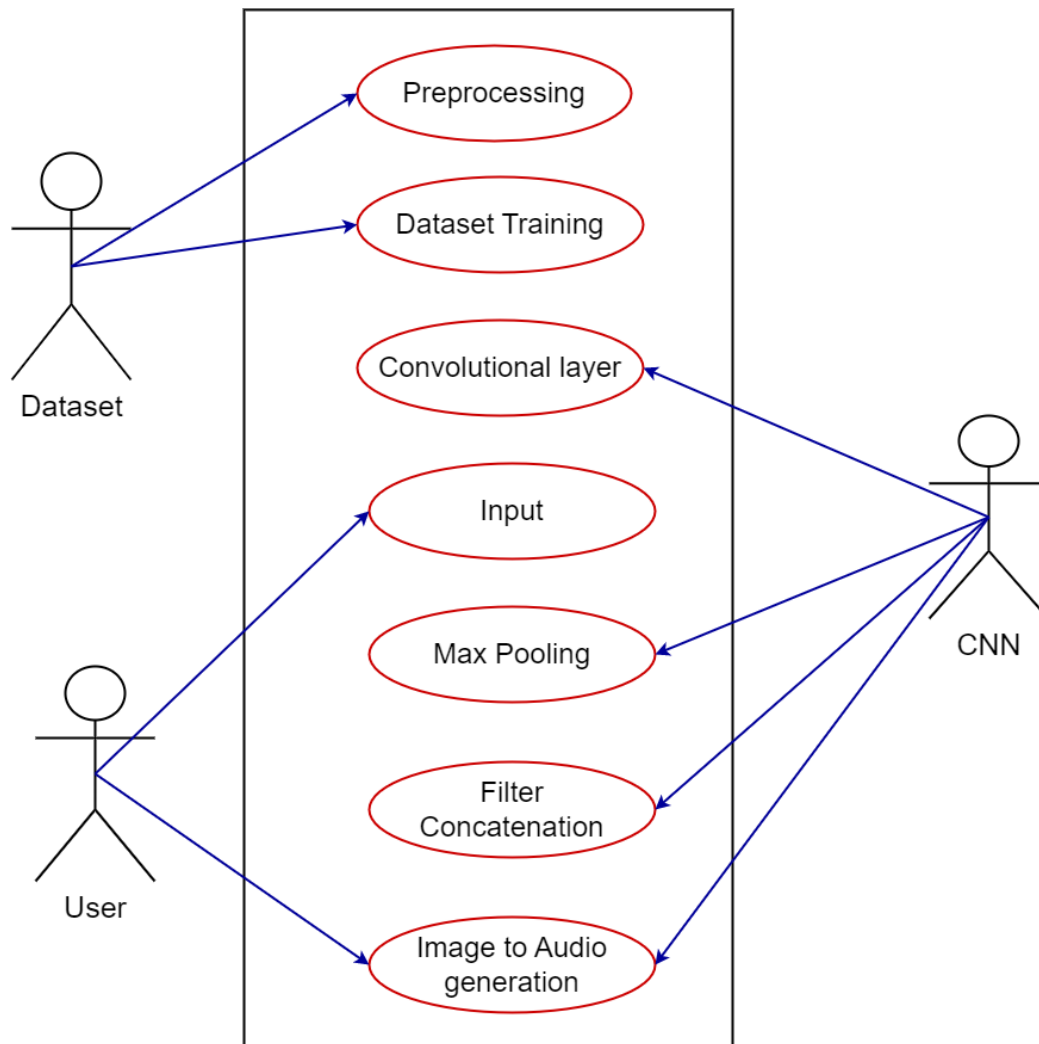 Preprocessing
Dataset Training
Dataset
Convolutional layer
Input
CNN
Max Pooling
Filter
Concatenation
User
Image to Audio
generation